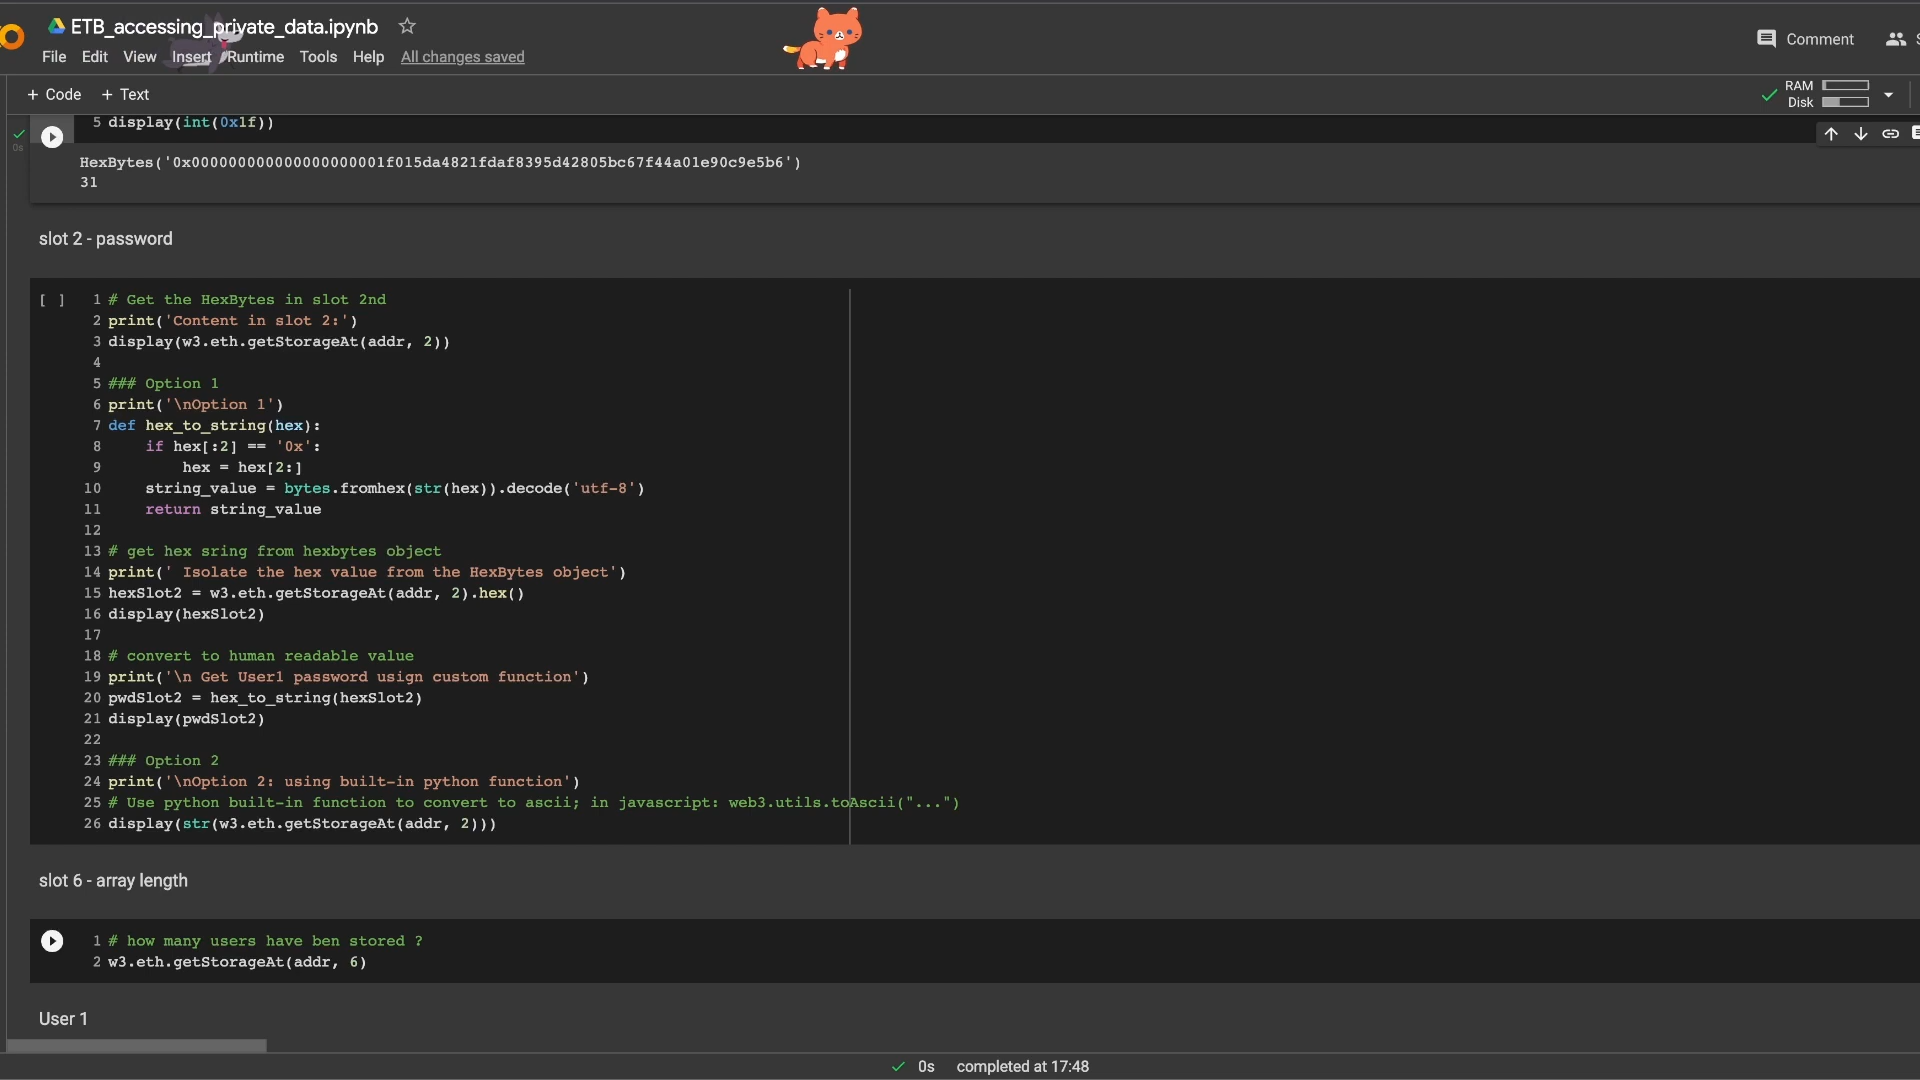 ETB_accessing_private_data.ipynb
File Edit View Insert Runtime Tools Help All changes saved
Comment
+ Code + Text
RAM
Disk
5 display(int(0x1f))
0s
HexBytes('0x00000000000000000000001f015da4821fdaf8395d42805bc67f44a01e90c9e5b6')
31
slot 2 - password
[ ] 1 # Get the HexBytes in slot 2nd
2 print('Content in slot 2:')
3 display(w3.eth.getStorageAt(addr, 2))
4
5 ### Option 1
6 print('\nOption 1')
7 def hex_to_string(hex):
8 if hex[:2] == '0x':
9 hex = hex[2:]
10 string_value = bytes.fromhex(str(hex)).decode('utf-8')
11 return string_value
12
13 # get hex sring from hexbytes object
14 print(' Isolate the hex value from the HexBytes object')
15 hexSlot2 = w3.eth.getStorageAt(addr, 2).hex()
16 display(hexSlot2)
17
18 # convert to human readable value
19 print('\n Get User1 password usign custom function')
20 pwdSlot2 = hex_to_string(hexSlot2)
21 display(pwdSlot2)
22
23 ### Option 2
24 print('\nOption 2: using built-in python function')
25 # Use python built-in function to convert to ascii; in javascript: web3.utils.toAscii("...")
26 display(str(w3.eth.getStorageAt(addr, 2)))
slot 6 - array length
1 # how many users have ben stored ?
2 w3.eth.getStorageAt(addr, 6)
User 1
0s completed at 17:48